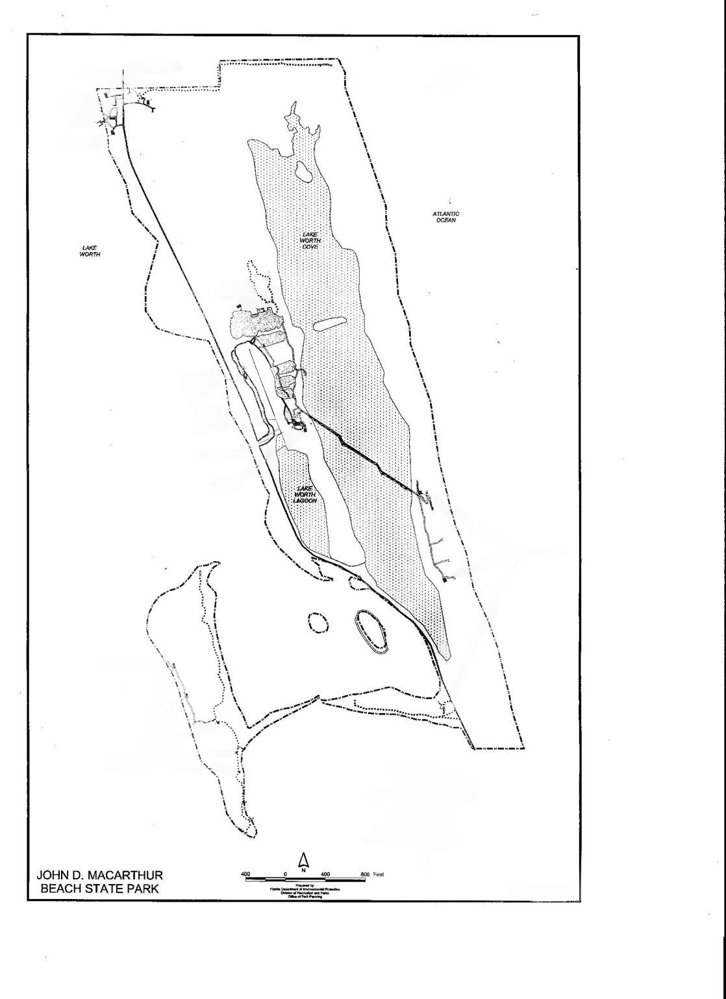 ATLANTIC
OCEAN
LAKE
WORTH
COVE
LAKE
WORTH
LAKE
WORTH
LAGOON
JOHN D. MACARTHUR
BEACH STATE PARK
N
400 0 400 800 Feet
Prepared by:
Florida Department of Environmental Protection
Division of Recreation and Parks
Office of Park Planning